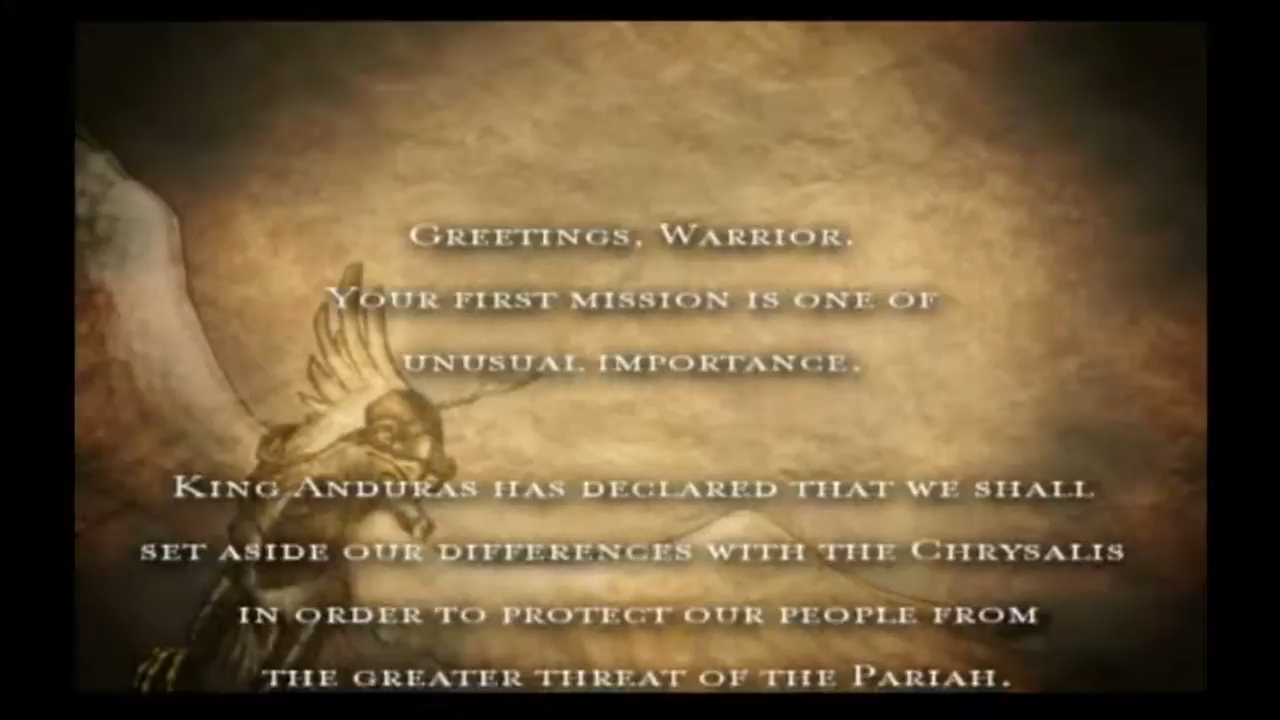 Greetings, Warrior.
Your first mission is one of
unusual importance.
King Anduras has declared that we shall
set aside our differences with the Chrysalis
in order to protect our people from
the greater threat of the Pariah.